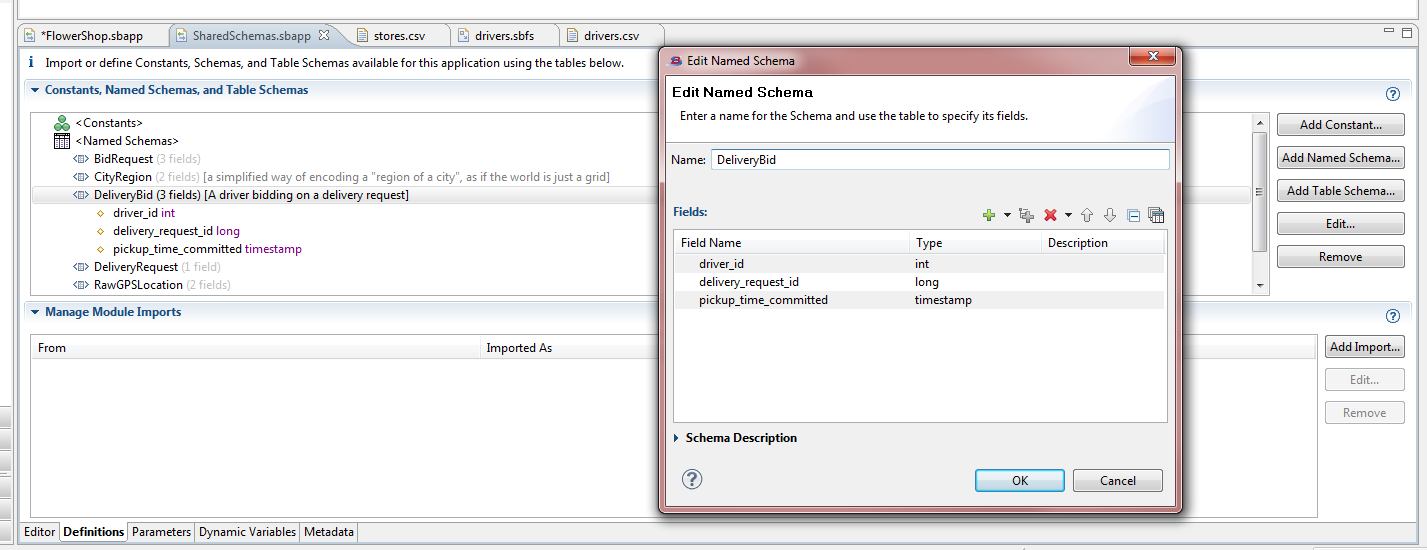 *FlowerShop.sbapp
SharedSchemas.sbapp
stores.csv
drivers.sbfs
drivers.csv
i Import or define Constants, Schemas, and Table Schemas available for this application using the tables below.
Constants, Named Schemas, and Table Schemas
?
<Constants>
<Named Schemas>
BidRequest (3 fields)
CityRegion (2 fields) [a simplified way of encoding a "region of a city", as if the world is just a grid]
DeliveryBid (3 fields) [A driver bidding on a delivery request]
driver_id int
delivery_request_id long
pickup_time_committed timestamp
DeliveryRequest (1 field)
RawGPSLocation (2 fields)
Add Constant...
Add Named Schema...
Add Table Schema...
Edit...
Remove
Manage Module Imports
?
From Imported As
Add Import...
Edit...
Remove
Editor Definitions Parameters Dynamic Variables Metadata
Edit Named Schema
Edit Named Schema
Enter a name for the Schema and use the table to specify its fields.
Name: DeliveryBid
Fields:
Field Name Type Description
driver_id int
delivery_request_id long
pickup_time_committed timestamp
Schema Description
? OK Cancel